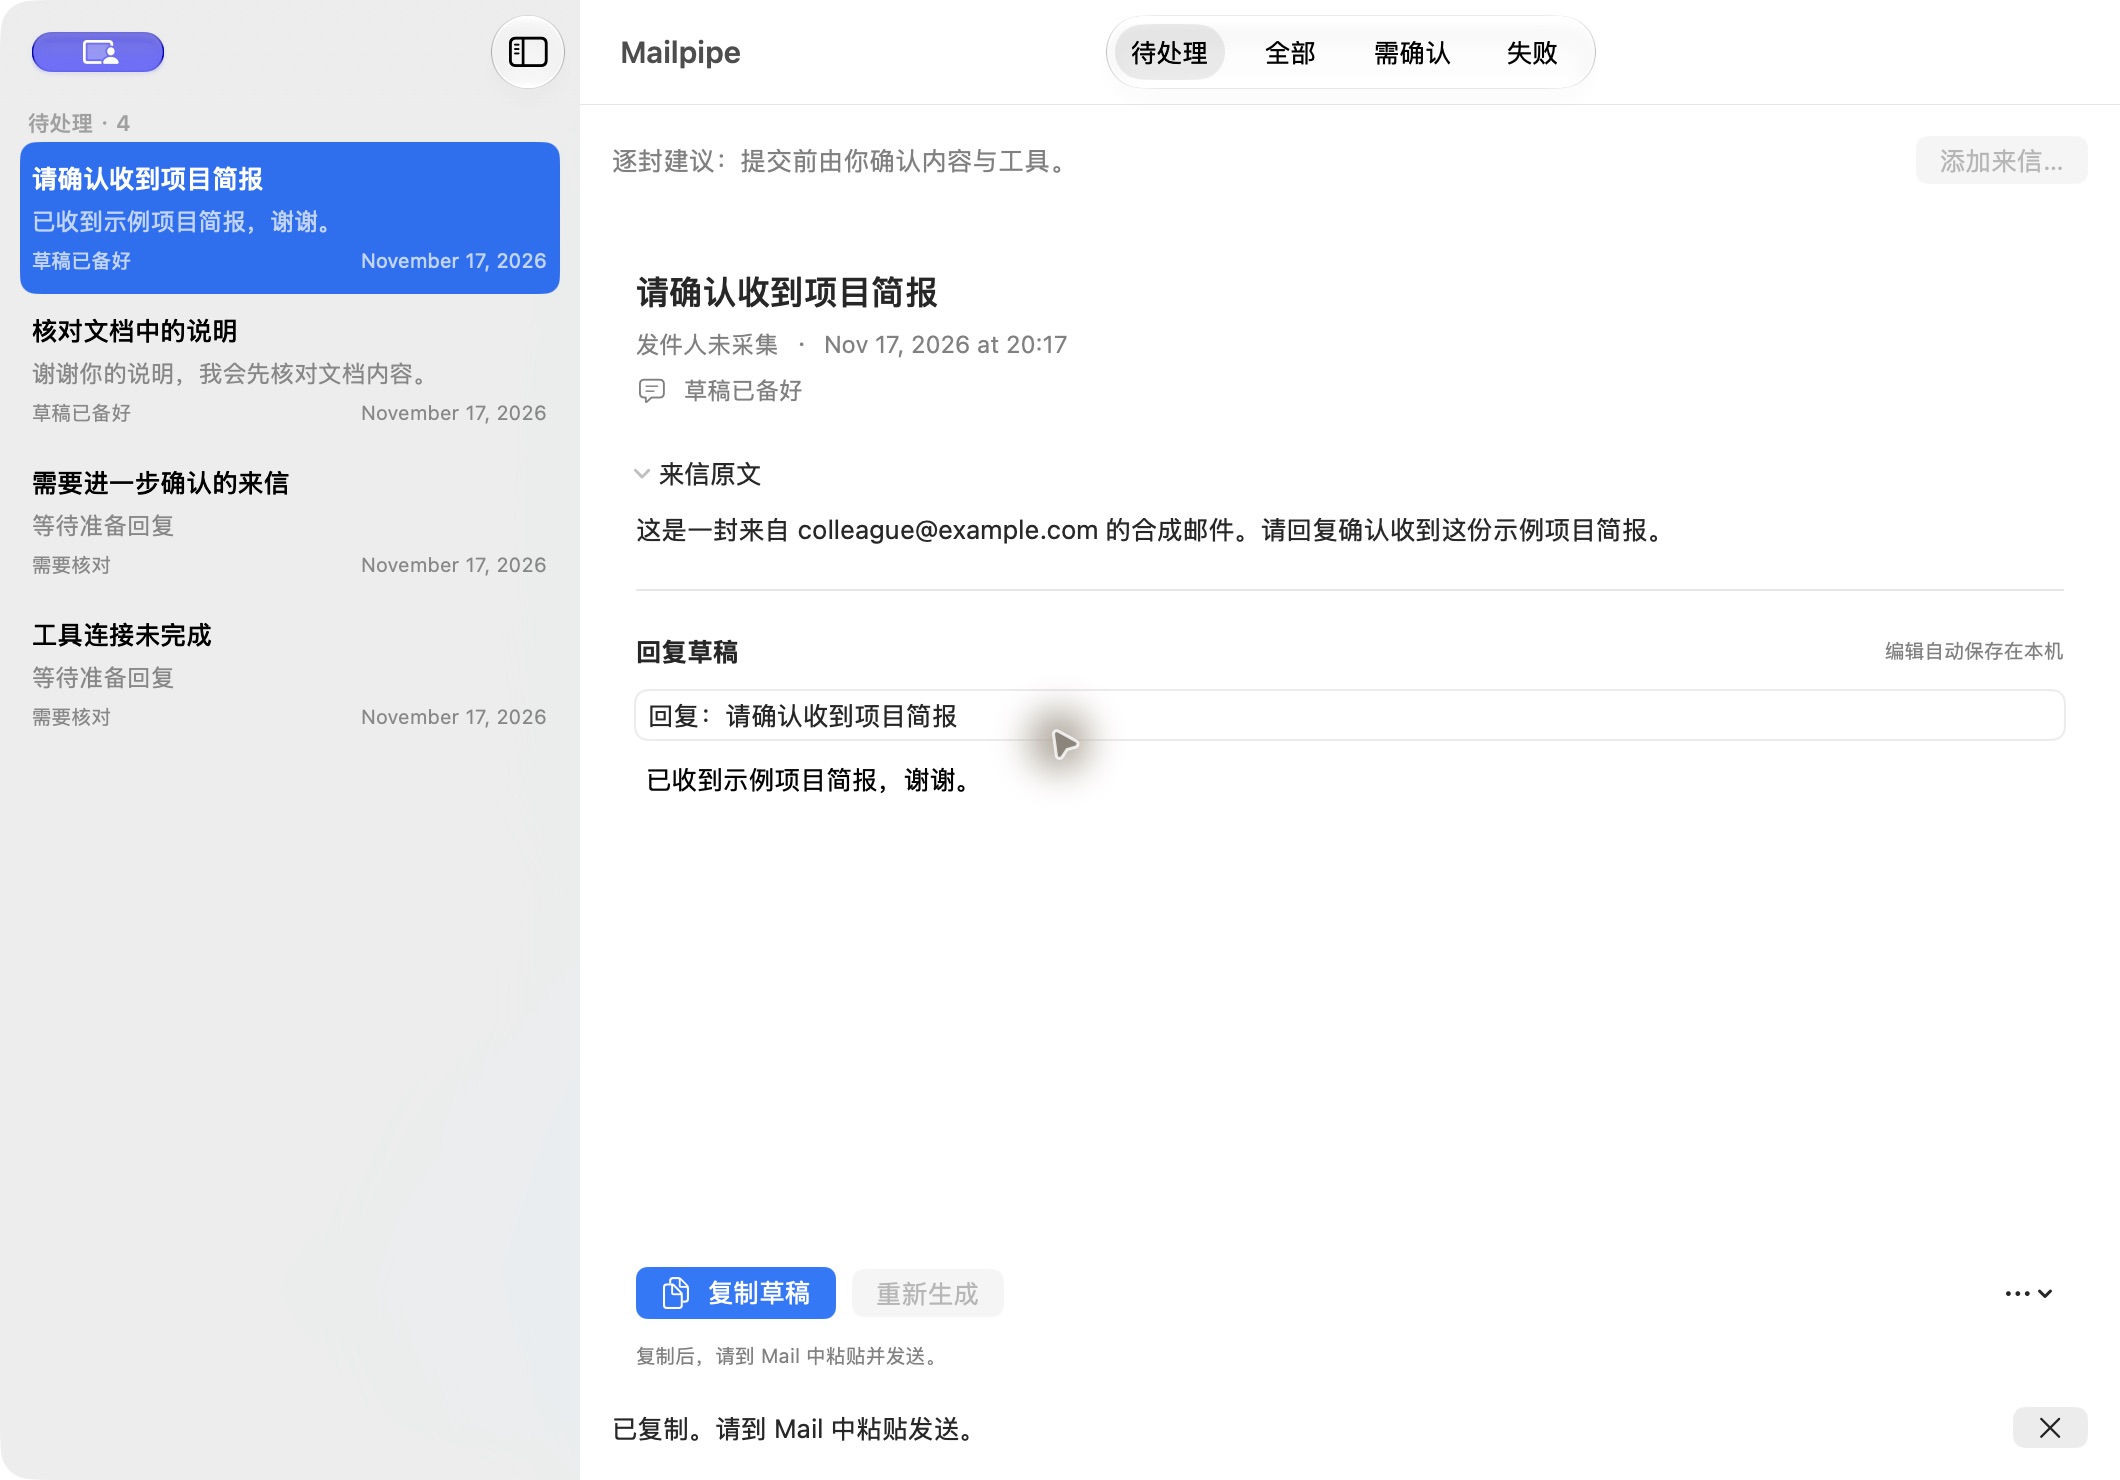 Mailpipe
待处理
全部
需确认
失败
待处理 · 4
请确认收到项目简报
已收到示例项目简报，谢谢。
草稿已备好 November 17, 2026
核对文档中的说明
谢谢你的说明，我会先核对文档内容。
草稿已备好 November 17, 2026
需要进一步确认的来信
等待准备回复
需要核对 November 17, 2026
工具连接未完成
等待准备回复
需要核对 November 17, 2026
逐封建议：提交前由你确认内容与工具。
添加来信...
请确认收到项目简报
发件人未采集 · Nov 17, 2026 at 20:17
草稿已备好
来信原文
这是一封来自 colleague@example.com 的合成邮件。请回复确认收到这份示例项目简报。
回复草稿
编辑自动保存在本机
回复：请确认收到项目简报
已收到示例项目简报，谢谢。
复制草稿
重新生成
复制后，请到 Mail 中粘贴并发送。
已复制。请到 Mail 中粘贴发送。